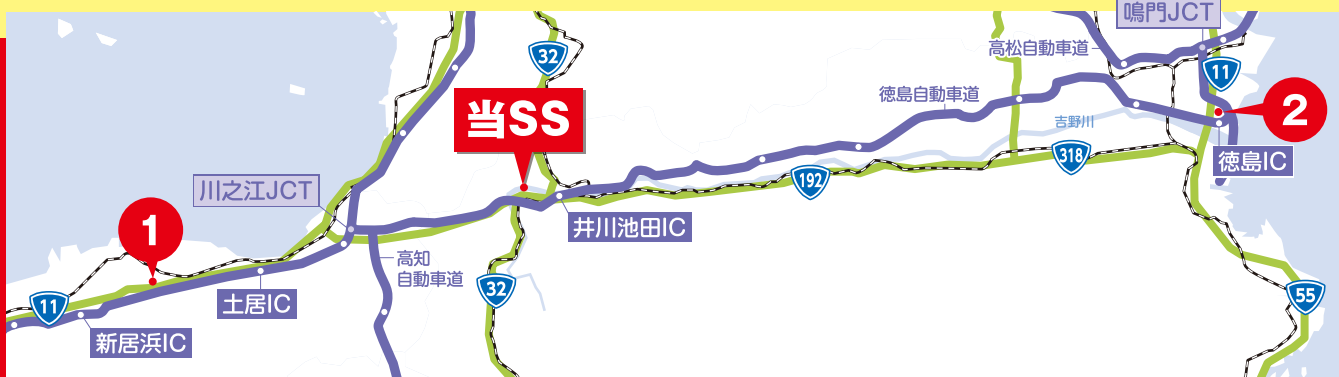 鳴門JCT
32
高松自動車道
11
徳島自動車道
2
当SS
吉野川
318
徳島IC
川之江JCT
192
1
井川池田IC
高知
自動車道
土居IC
32
11
55
新居浜IC